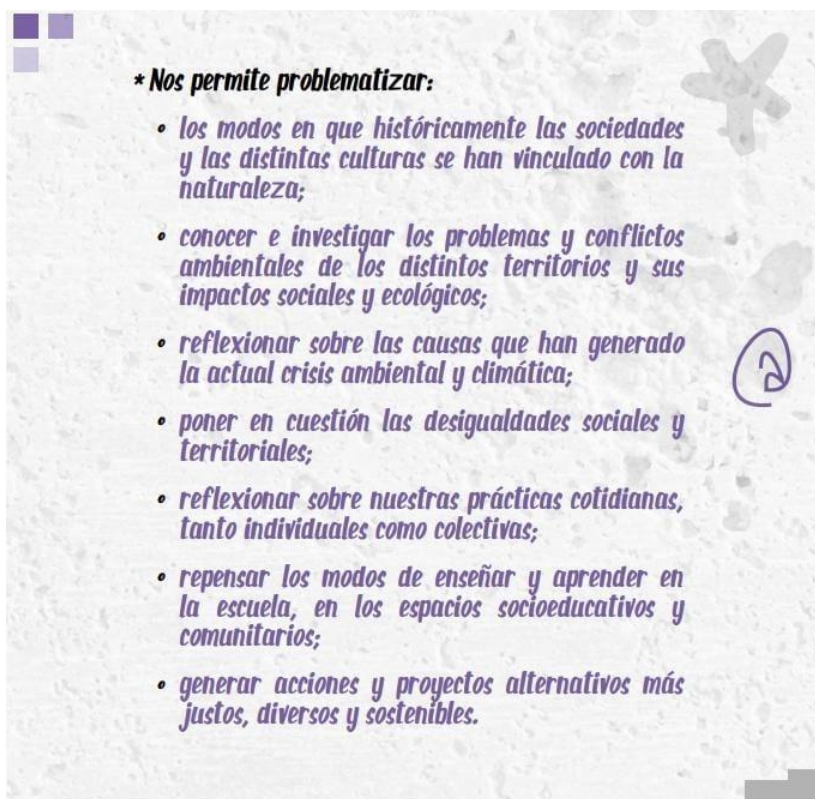 * Nos permite problematizar:
• los modos en que históricamente las sociedades
y las distintas culturas se han vinculado con la
naturaleza;
• conocer e investigar los problemas y conflictos
ambientales de los distintos territorios y sus
impactos sociales y ecológicos;
• reflexionar sobre las causas que han generado
la actual crisis ambiental y climática;
• poner en cuestión las desigualdades sociales y
territoriales;
• reflexionar sobre nuestras prácticas cotidianas,
tanto individuales como colectivas;
• repensar los modos de enseñar y aprender en
la escuela, en los espacios socioeducativos y
comunitarios;
• generar acciones y proyectos alternativos más
justos, diversos y sostenibles.